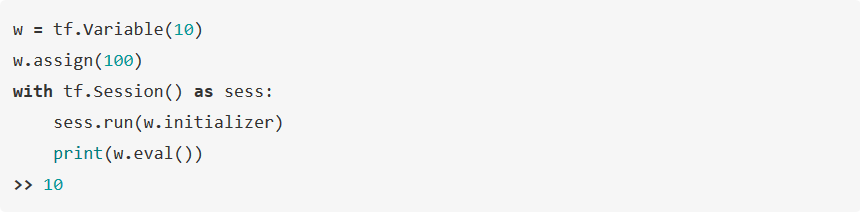 w = tf.Variable(10)
w.assign(100)
with tf.Session() as sess:
    sess.run(w.initializer)
    print(w.eval())
>> 10